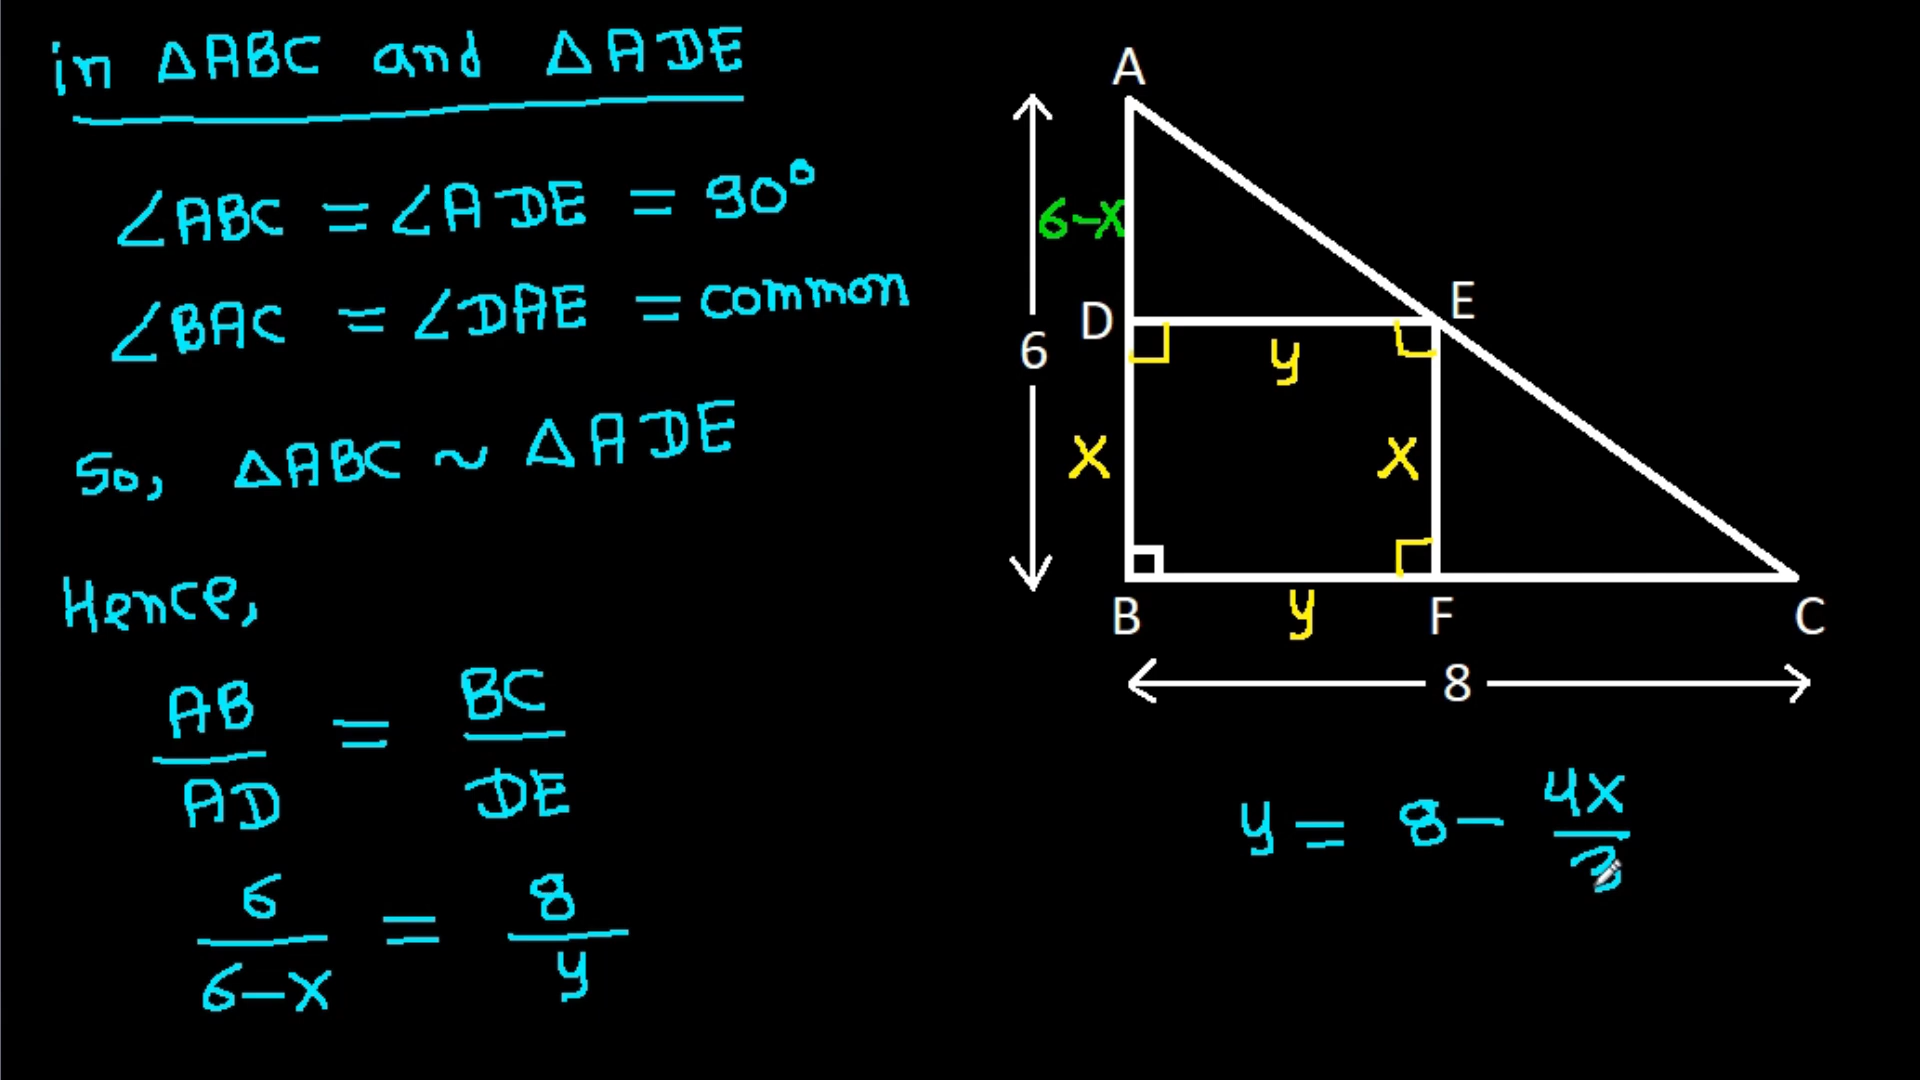 in ΔABC and ΔADE
∠ABC = ∠ADE = 90°
∠BAC = ∠DAE = common
So, ΔABC ~ ΔADE
Hence,
AB/AD = BC/DE
6/6-x = 8/y
A
6-x
D
E
6
y
x
x
B
y
F
C
8
y = 8 - 4x/3